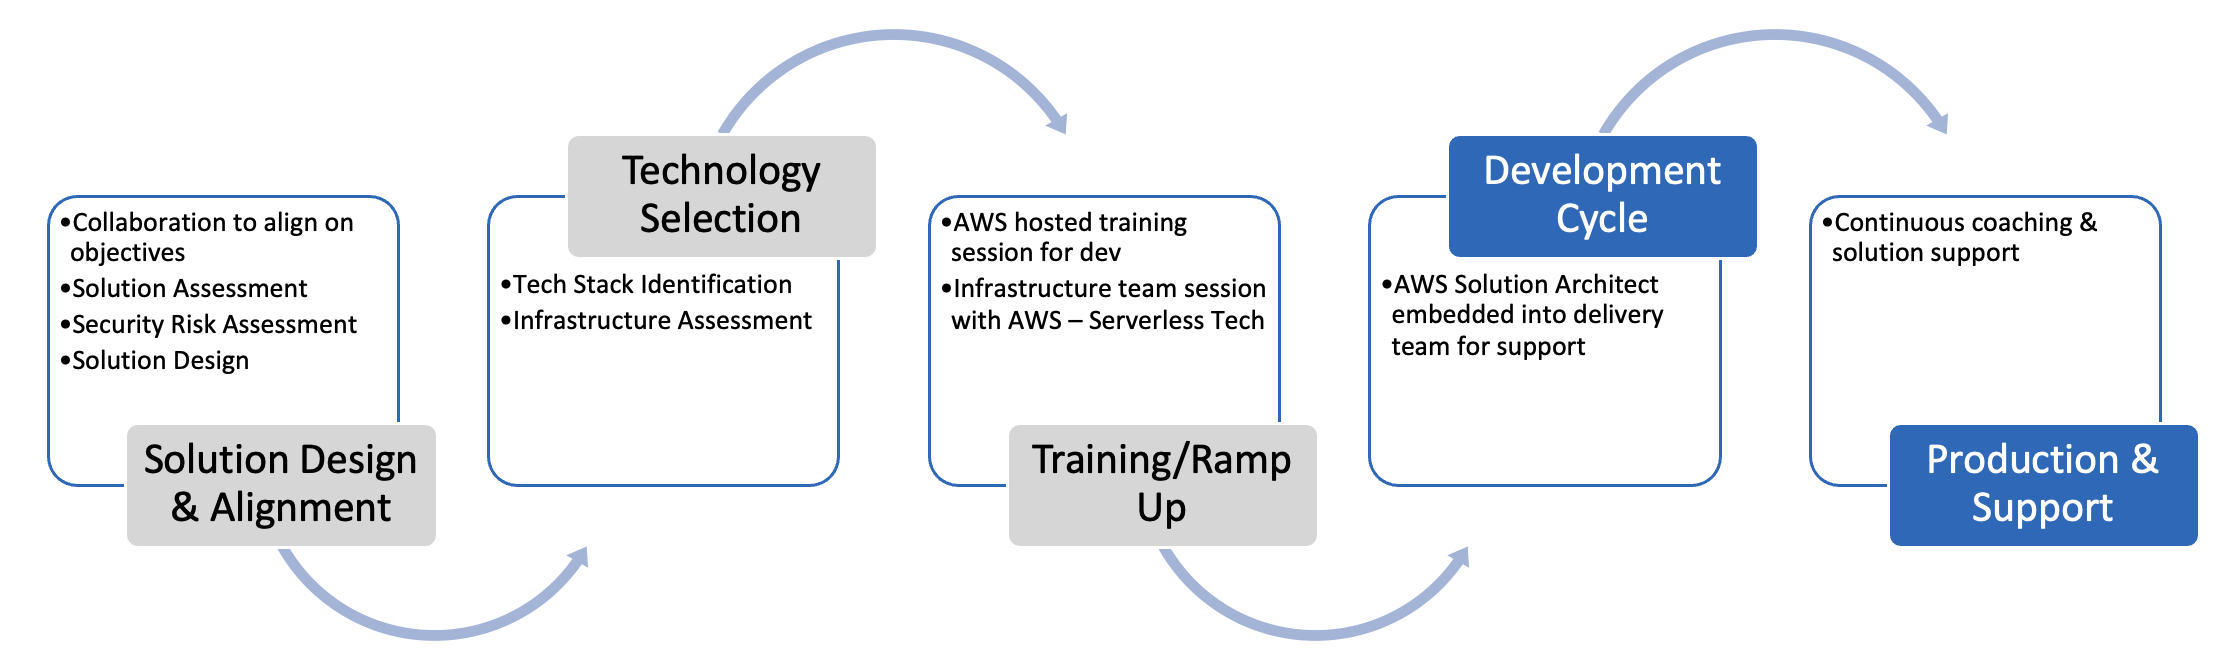 •Collaboration to align on
objectives
•Solution Assessment
•Security Risk Assessment
•Solution Design
Solution Design
& Alignment
Technology
Selection
•Tech Stack Identification
•Infrastructure Assessment
•AWS hosted training
session for dev
•Infrastructure team session
with AWS – Serverless Tech
Training/Ramp
Up
Development
Cycle
•AWS Solution Architect
embedded into delivery
team for support
•Continuous coaching &
solution support
Production &
Support